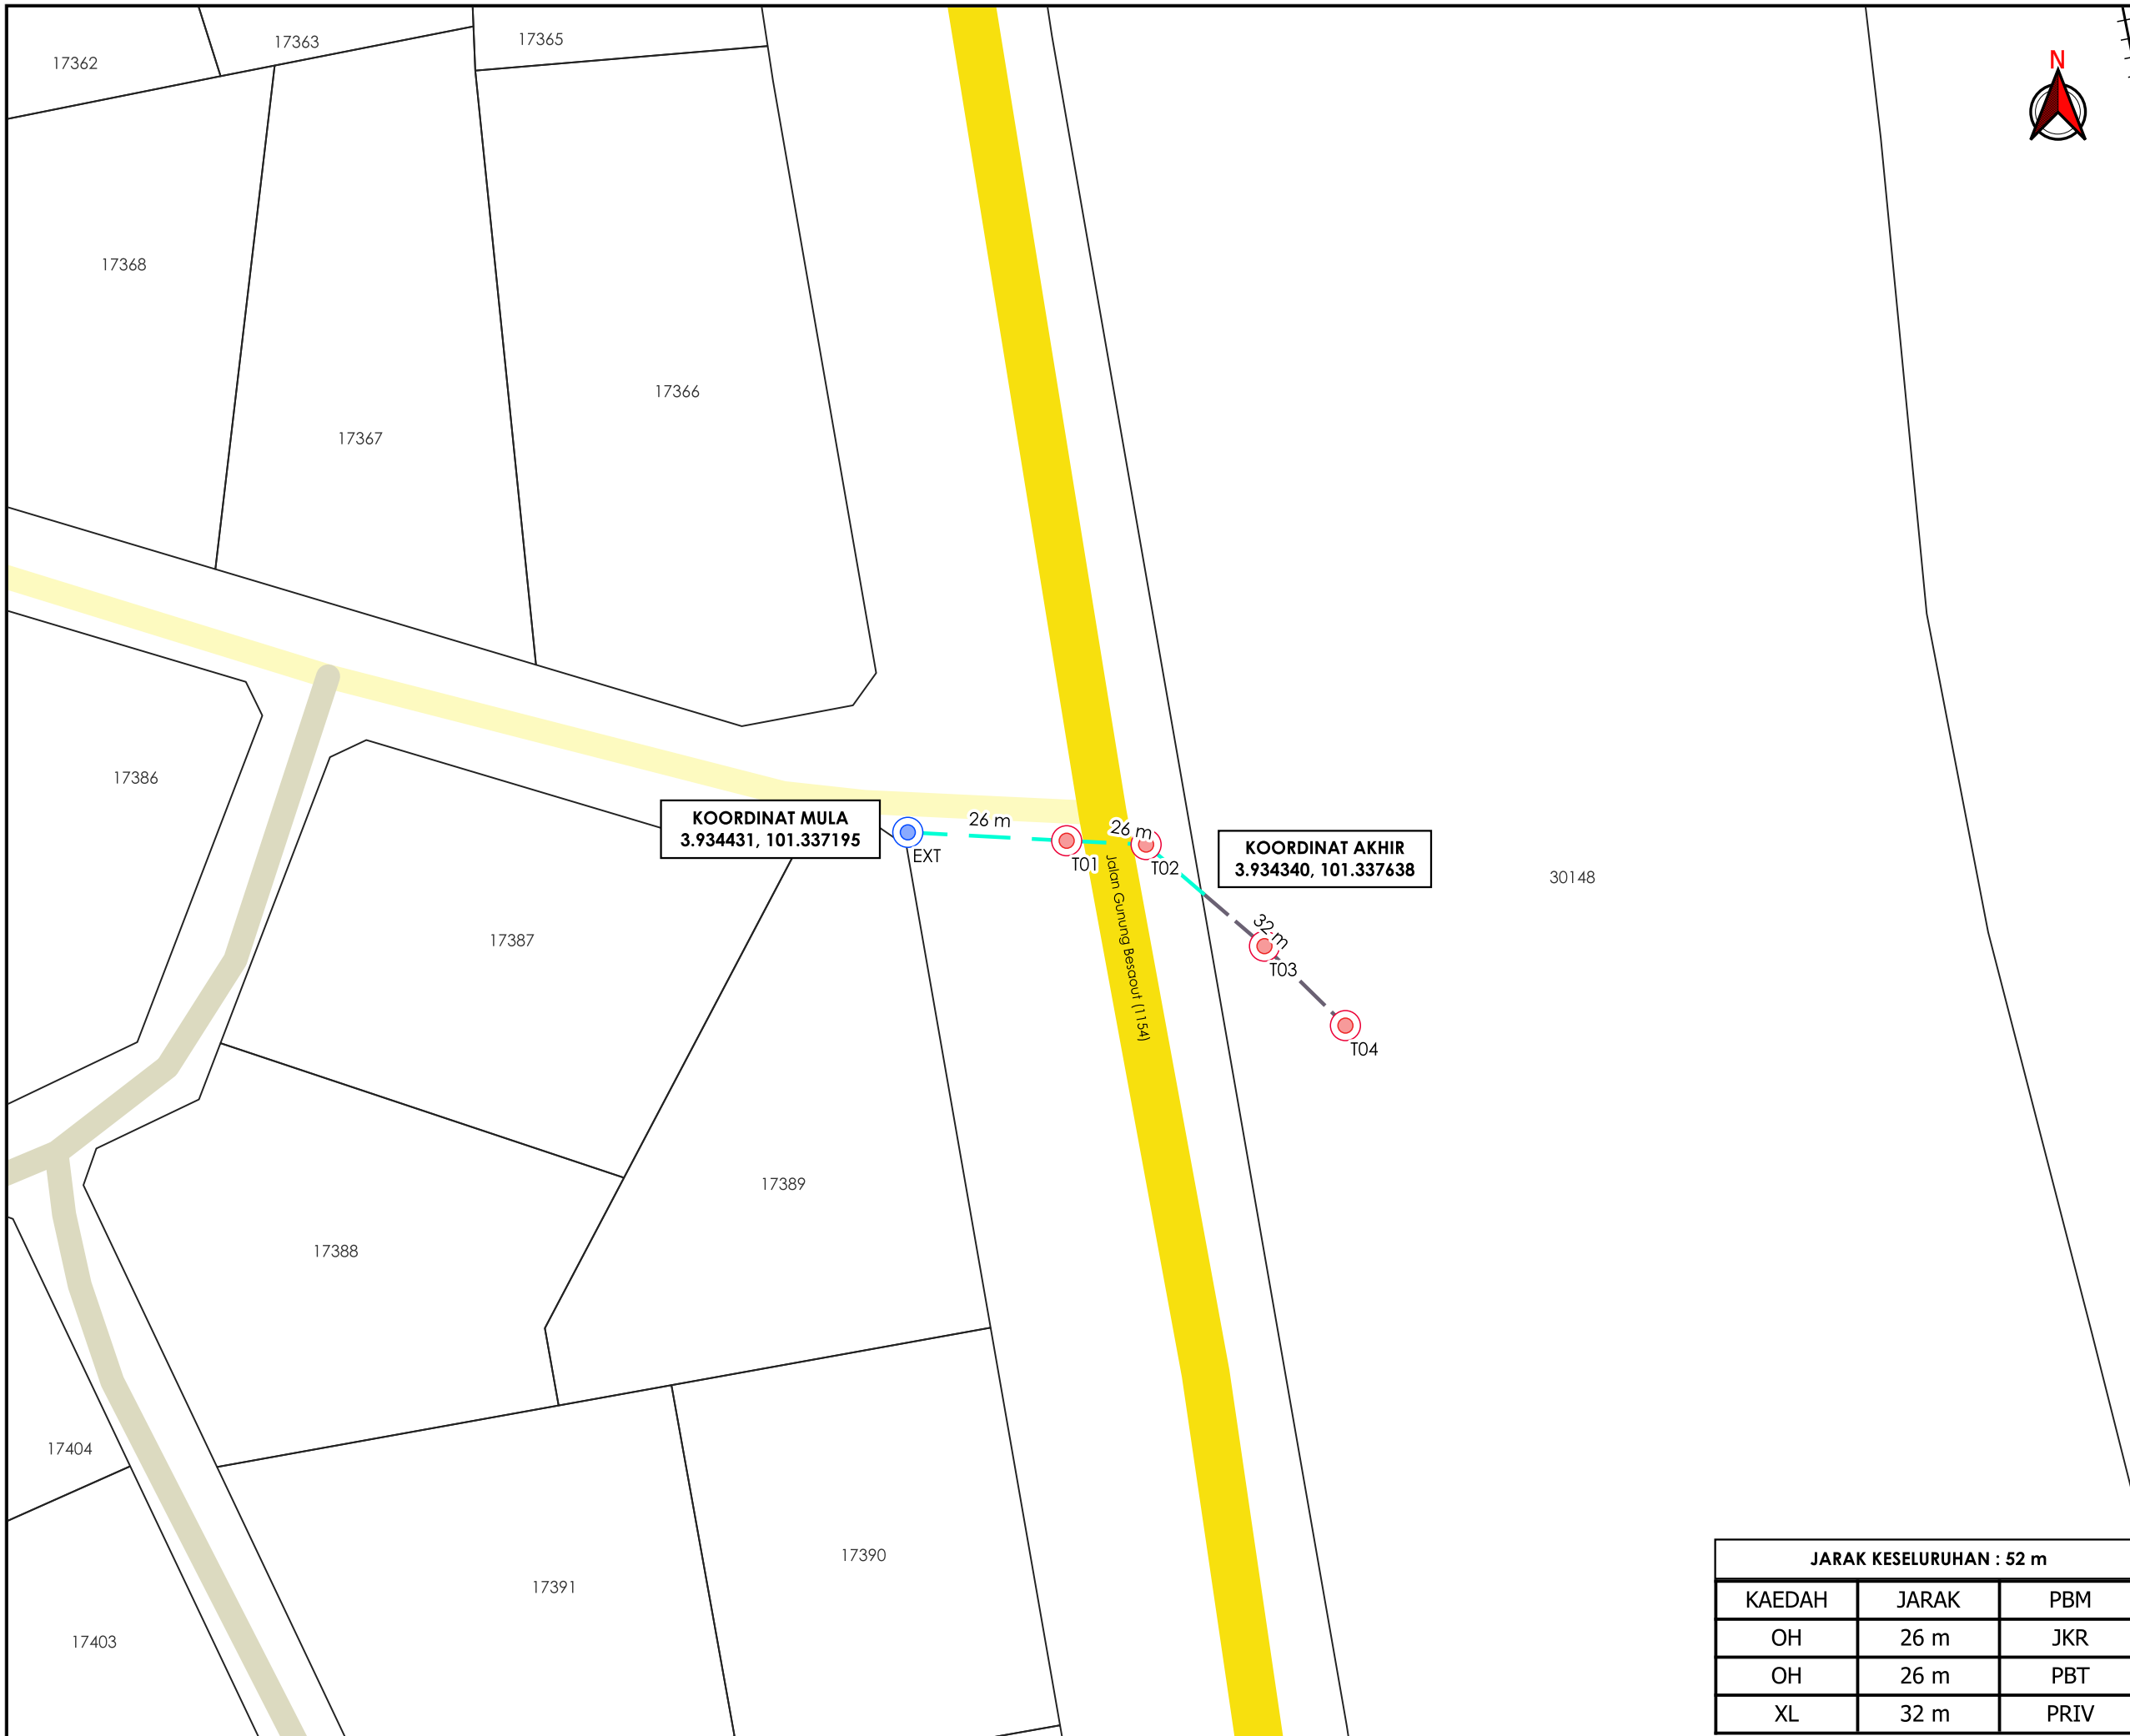 17362
17363
17365
N
17368
17367
17366
17386
KOORDINAT MULA
3.934431, 101.337195
EXT
26 m
T01
26 m
T02
KOORDINAT AKHIR
3.934340, 101.337638
30148
Jalan Gunung Besaout (1154)
32 m
T03
T04
17387
17389
17388
17404
17390
17391
17403
JARAK KESELURUHAN : 52 m
KAEDAH JARAK PBM
OH 26 m JKR
OH 26 m PBT
XL 32 m PRIV